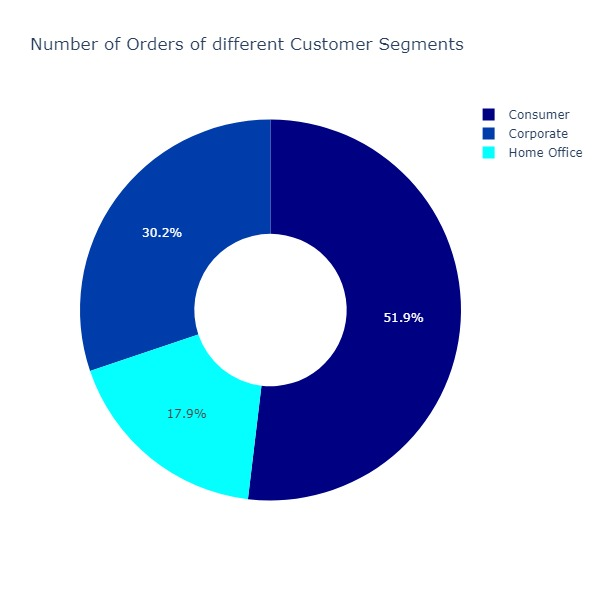 Number of Orders of different Customer Segments
Consumer
Corporate
Home Office
30.2%
51.9%
17.9%